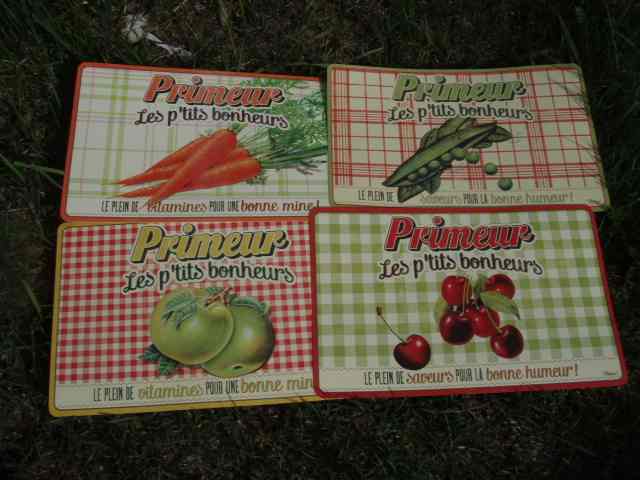 Primeur
Les p'tits bonheurs
LE PLEIN DE vitamines POUR UNE bonne mine !
Primeur
Les p'tits bonheurs
LE PLEIN DE saveurs POUR LA bonne humeur !
Primeur
Les p'tits bonheurs
LE PLEIN DE vitamines POUR UNE bonne min
Primeur
Les p'tits bonheurs
LE PLEIN DE saveurs POUR LA bonne humeur !